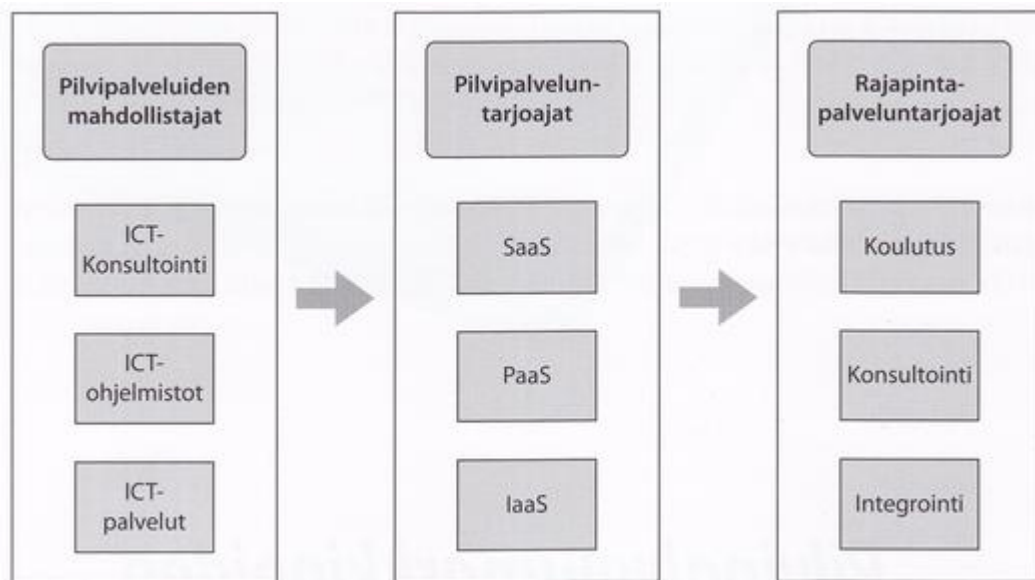 Pilvipalveluiden
mahdollistajat
ICT-
Konsultointi
ICT-
ohjelmistot
ICT-
palvelut
Pilvipalvelun-
tarjoajat
SaaS
PaaS
IaaS
Rajapinta-
palveluntarjoajat
Koulutus
Konsultointi
Integrointi